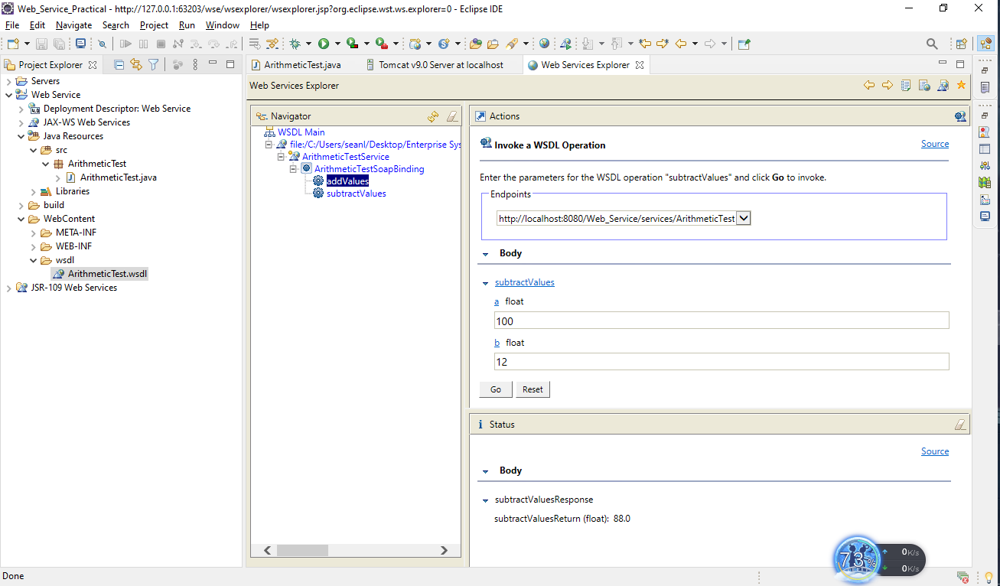 Web_Service_Practical - http://127.0.0.1:63203/wse/wsexplorer/wsexplorer.jsp?org.eclipse.wst.ws.explorer=0 - Eclipse IDE
File Edit Navigate Search Project Run Window Help
Project Explorer
Servers
Web Service
Deployment Descriptor: Web Service
JAX-WS Web Services
Java Resources
src
ArithmeticTest
ArithmeticTest.java
Libraries
build
WebContent
META-INF
WEB-INF
wsdl
ArithmeticTest.wsdl
JSR-109 Web Services
ArithmeticTest.java Tomcat v9.0 Server at localhost Web Services Explorer
Web Services Explorer
Navigator
WSDL Main
file:/C:/Users/seanl/Desktop/Enterprise Sys
ArithmeticTestService
ArithmeticTestSoapBinding
addValues
subtractValues
Actions
Invoke a WSDL Operation
Source
Enter the parameters for the WSDL operation "subtractValues" and click Go to invoke.
Endpoints
http://localhost:8080/Web_Service/services/ArithmeticTest
Body
subtractValues
a float
100
b float
12
Go Reset
i Status
Source
Body
subtractValuesResponse
subtractValuesReturn (float): 88.0
73%
0K/s
0K/s
Done